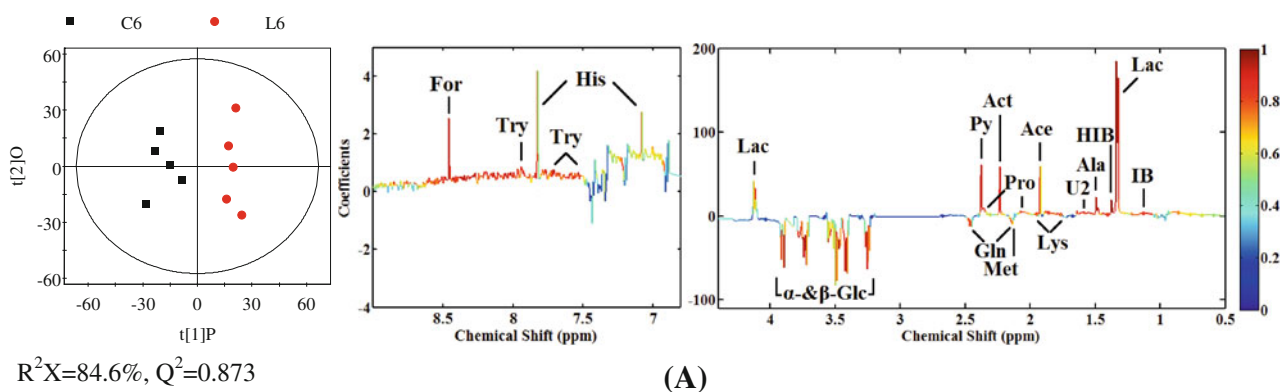 C6 L6
t[2]O
60
30
0
-30
-60
-60 -30 0 30 60
t[1]P
R²X=84.6%, Q²=0.873
Coefficients
4
2
0
-2
-4
For
Try
His
Try
8.5 8 7.5 7
Chemical Shift (ppm)
200
100
0
-100
Lac
Py
Act
Pro
Ace
U2
Ala
HIB
Lac
IB
Gln
Met
Lys
α-&β-Glc
4 3.5 3 2.5 2 1.5 1 0.5
Chemical Shift (ppm)
1
0.8
0.6
0.4
0.2
0
(A)